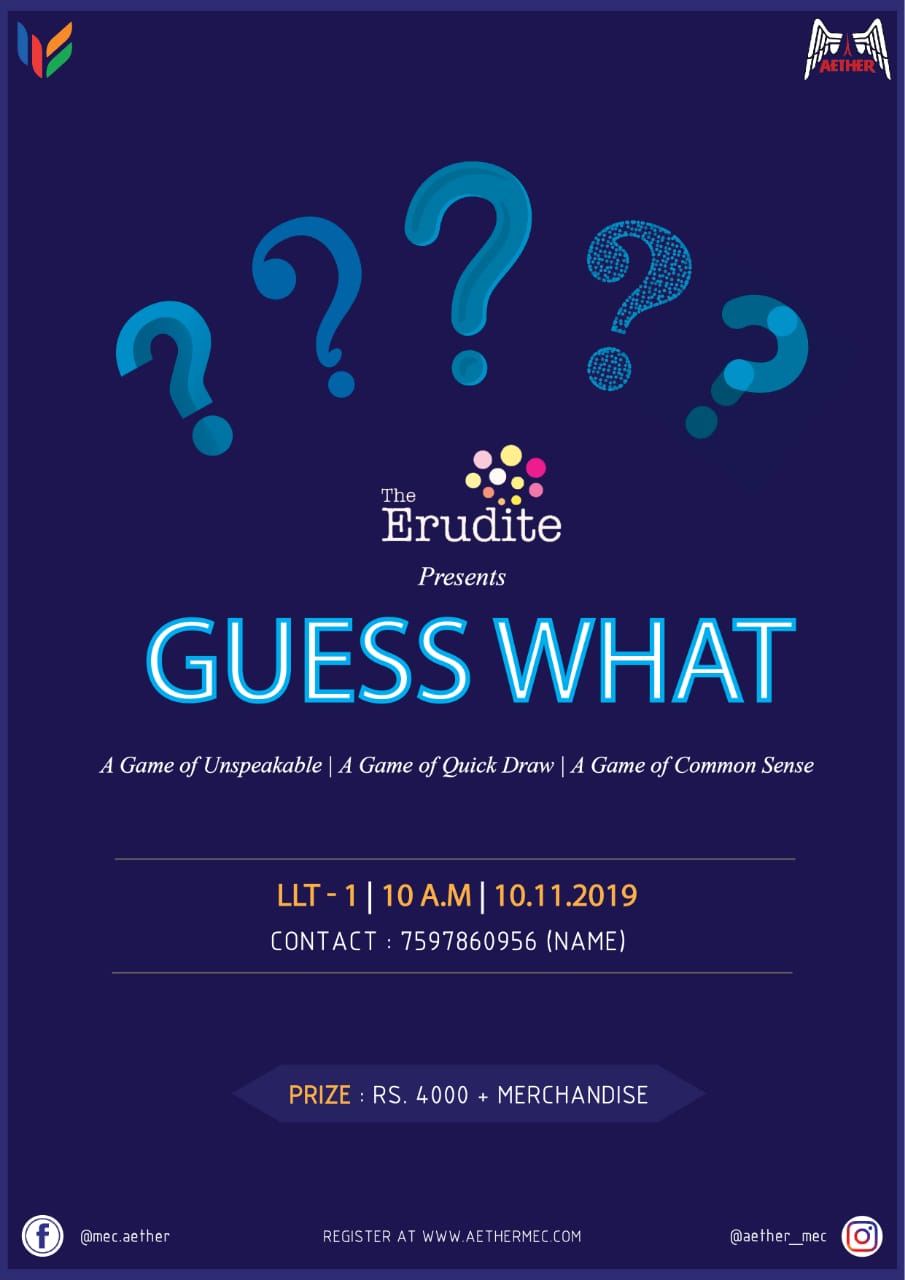 AETHER
The
Erudite
Presents
GUESS WHAT
A Game of Unspeakable | A Game of Quick Draw | A Game of Common Sense
LLT - 1 | 10 A.M | 10.11.2019
CONTACT : 7597860956 (NAME)
PRIZE : RS. 4000 + MERCHANDISE
@mec.aether REGISTER AT WWW.AETHERMEC.COM @aether_mec